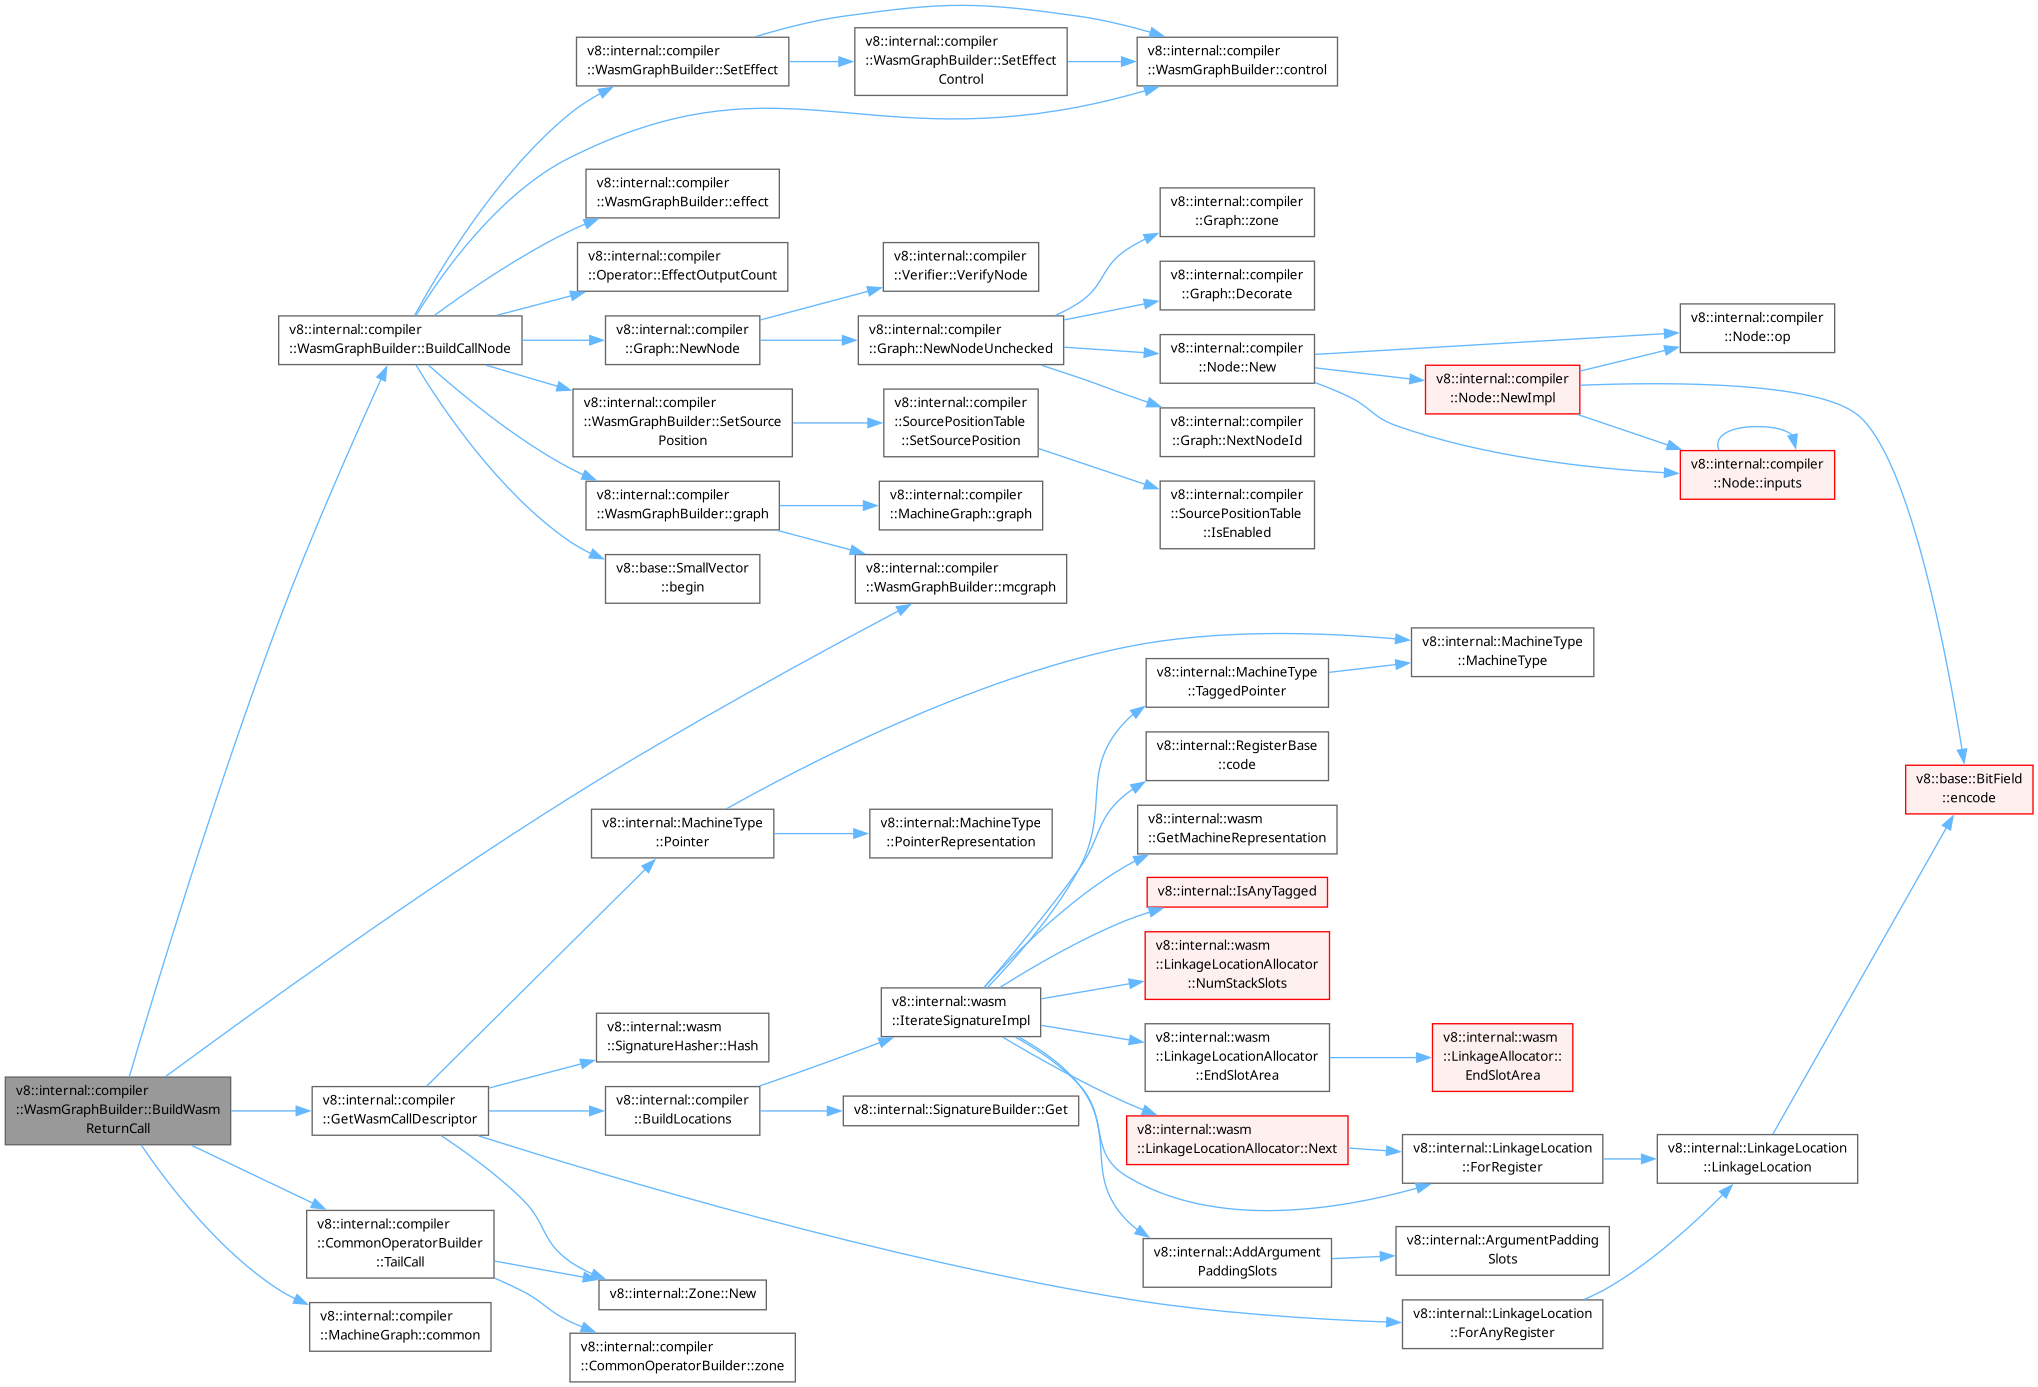 v8::internal::compiler
::WasmGraphBuilder::BuildWasm
ReturnCall
v8::internal::compiler
::WasmGraphBuilder::BuildCallNode
v8::internal::compiler
::GetWasmCallDescriptor
v8::internal::compiler
::CommonOperatorBuilder
::TailCall
v8::internal::compiler
::MachineGraph::common
v8::internal::compiler
::WasmGraphBuilder::SetEffect
v8::internal::compiler
::WasmGraphBuilder::effect
v8::internal::compiler
::Operator::EffectOutputCount
v8::internal::compiler
::Graph::NewNode
v8::internal::compiler
::WasmGraphBuilder::SetSource
Position
v8::internal::compiler
::WasmGraphBuilder::graph
v8::base::SmallVector
::begin
v8::internal::MachineType
::Pointer
v8::internal::wasm
::SignatureHasher::Hash
v8::internal::compiler
::BuildLocations
v8::internal::Zone::New
v8::internal::compiler
::CommonOperatorBuilder::zone
v8::internal::compiler
::WasmGraphBuilder::SetEffect
Control
v8::internal::compiler
::Verifier::VerifyNode
v8::internal::compiler
::Graph::NewNodeUnchecked
v8::internal::compiler
::SourcePositionTable
::SetSourcePosition
v8::internal::compiler
::MachineGraph::graph
v8::internal::compiler
::WasmGraphBuilder::mcgraph
v8::internal::MachineType
::PointerRepresentation
v8::internal::wasm
::IterateSignatureImpl
v8::internal::SignatureBuilder::Get
v8::internal::compiler
::WasmGraphBuilder::control
v8::internal::compiler
::Graph::zone
v8::internal::compiler
::Graph::Decorate
v8::internal::compiler
::Node::New
v8::internal::compiler
::Graph::NextNodeId
v8::internal::compiler
::SourcePositionTable
::IsEnabled
v8::internal::MachineType
::TaggedPointer
v8::internal::RegisterBase
::code
v8::internal::wasm
::GetMachineRepresentation
v8::internal::IsAnyTagged
v8::internal::wasm
::LinkageLocationAllocator
::NumStackSlots
v8::internal::wasm
::LinkageLocationAllocator
::EndSlotArea
v8::internal::wasm
::LinkageLocationAllocator::Next
v8::internal::AddArgument
PaddingSlots
v8::internal::compiler
::Node::NewImpl
v8::internal::MachineType
::MachineType
v8::internal::wasm
::LinkageAllocator::
EndSlotArea
v8::internal::LinkageLocation
::ForRegister
v8::internal::ArgumentPadding
Slots
v8::internal::LinkageLocation
::ForAnyRegister
v8::internal::compiler
::Node::op
v8::internal::compiler
::Node::inputs
v8::internal::LinkageLocation
::LinkageLocation
v8::base::BitField
::encode